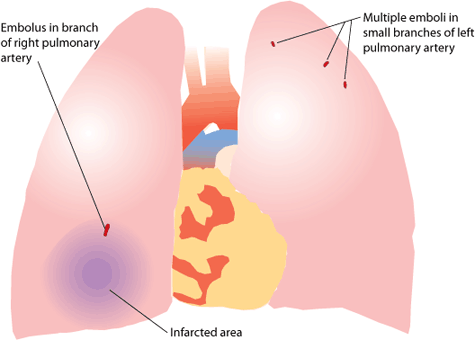 Embolus in branch
of right pulmonary
artery
Multiple emboli in
small branches of left
pulmonary artery
Infarcted area